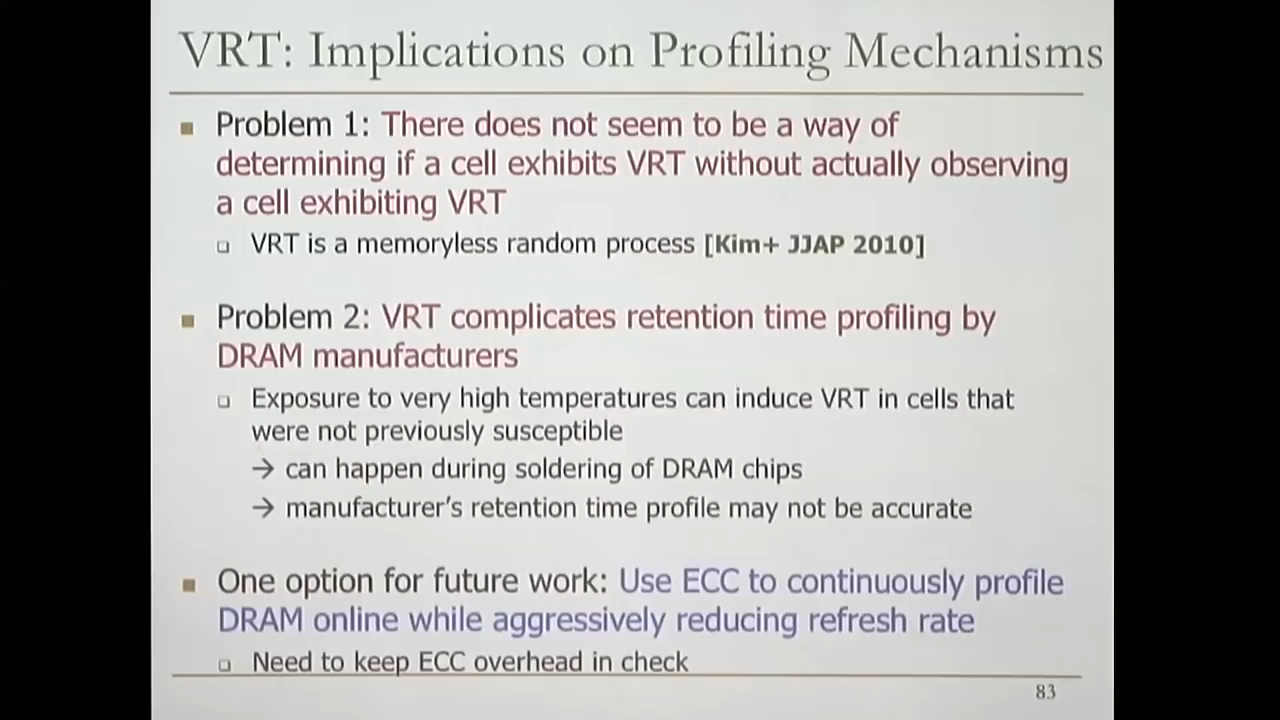 VRT: Implications on Profiling Mechanisms
Problem 1: There does not seem to be a way of
determining if a cell exhibits VRT without actually observing
a cell exhibiting VRT
VRT is a memoryless random process [Kim+ JJAP 2010]
Problem 2: VRT complicates retention time profiling by
DRAM manufacturers
Exposure to very high temperatures can induce VRT in cells that
were not previously susceptible
→ can happen during soldering of DRAM chips
→ manufacturer's retention time profile may not be accurate
One option for future work: Use ECC to continuously profile
DRAM online while aggressively reducing refresh rate
Need to keep ECC overhead in check
83